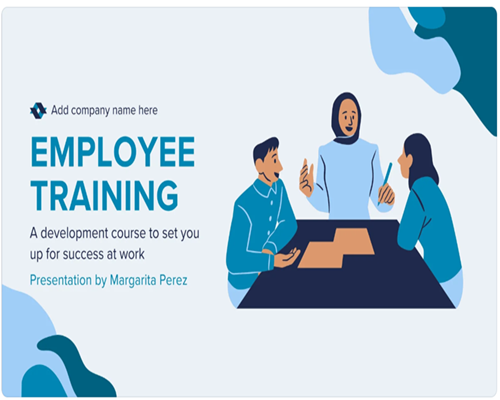 Add company name here
EMPLOYEE
TRAINING
A development course to set you
up for success at work
Presentation by Margarita Perez